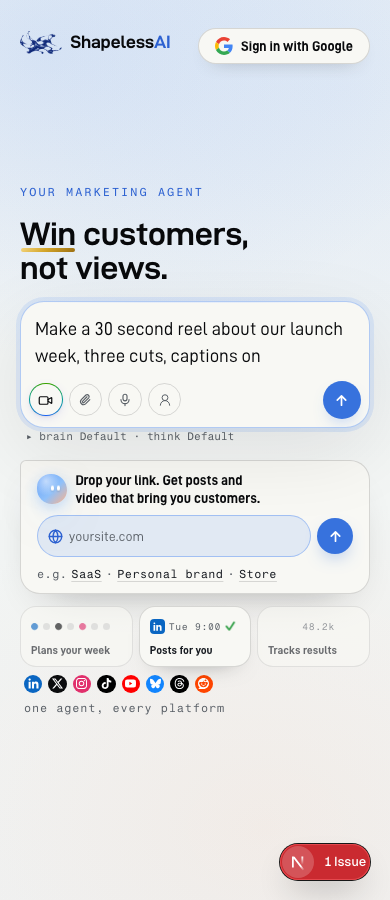 ShapelessAI
Sign in with Google
YOUR MARKETING AGENT
Win customers,
not views.
Make a 30 second reel about our launch
week, three cuts, captions on
▸ brain Default · think Default
Drop your link. Get posts and
video that bring you customers.
yoursite.com
e.g. SaaS · Personal brand · Store
Tue 9:00
48.2k
Plans your week
Posts for you
Tracks results
one agent, every platform
1 Issue